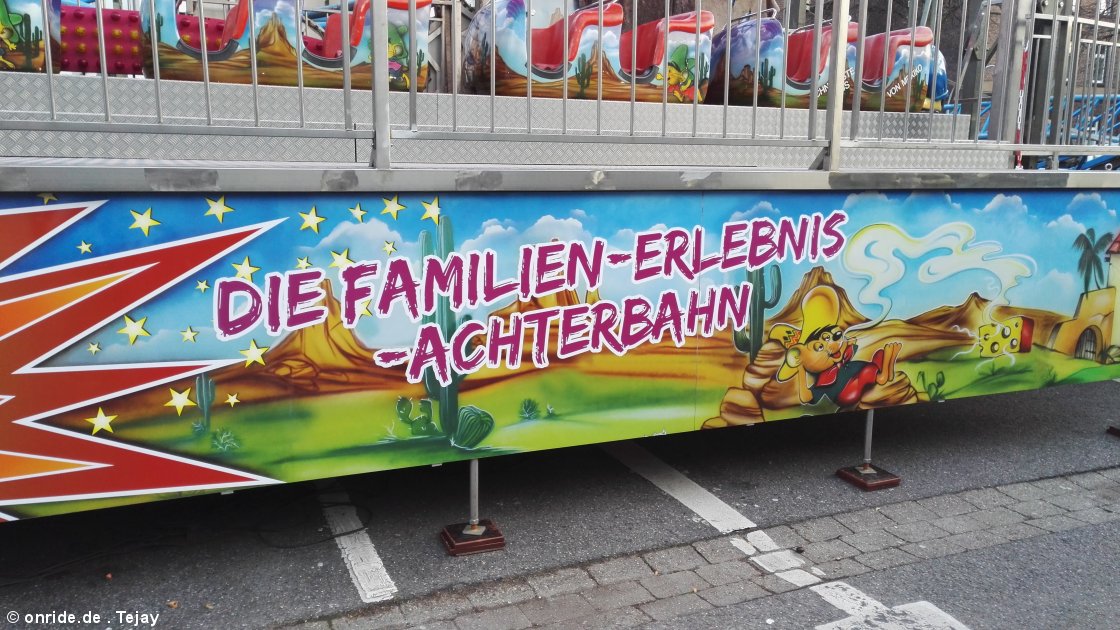 DIE FAMILIEN-ERLEBNIS
-ACHTERBAHN
© onride.de . Tejay